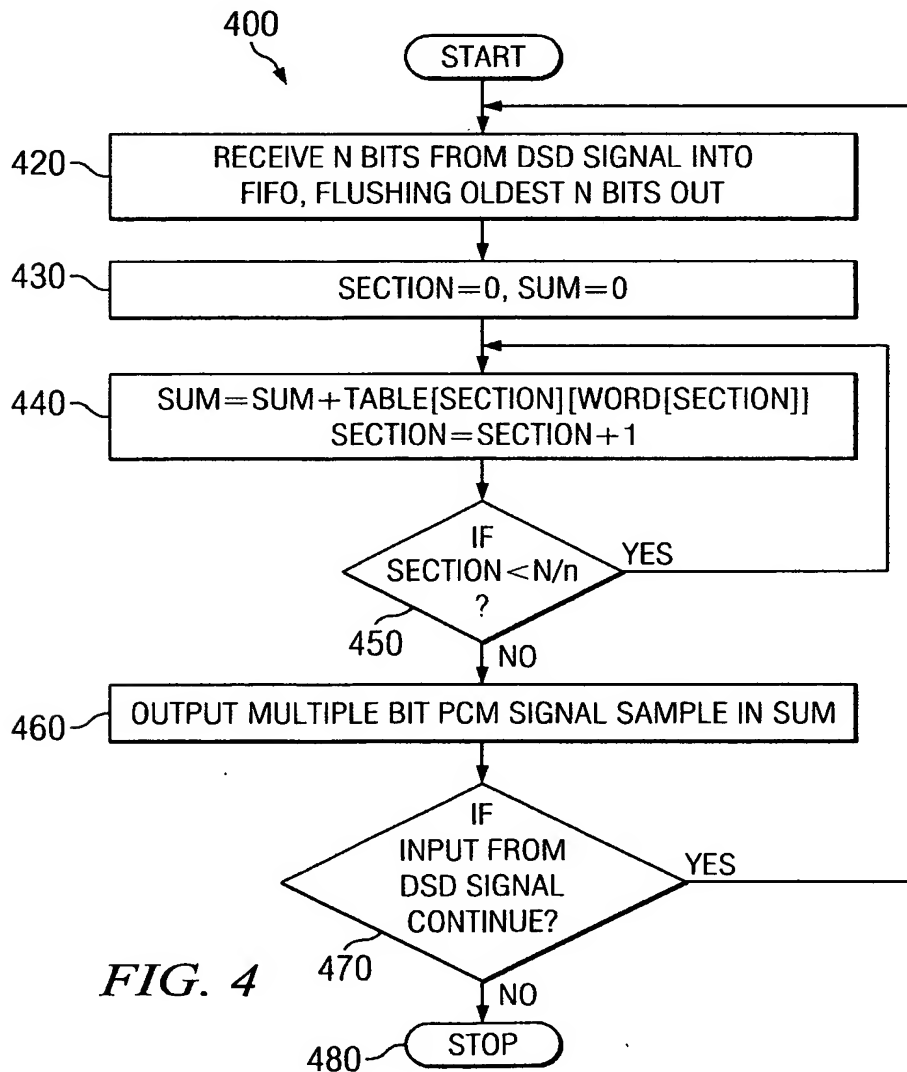 400
START
420
RECEIVE N BITS FROM DSD SIGNAL INTO
FIFO, FLUSHING OLDEST N BITS OUT
430
SECTION=0, SUM=0
440
SUM=SUM+TABLE[SECTION][WORD[SECTION]]
SECTION=SECTION+1
IF
SECTION<N/n
?
YES
450
NO
460
OUTPUT MULTIPLE BIT PCM SIGNAL SAMPLE IN SUM
IF
INPUT FROM
DSD SIGNAL
CONTINUE?
YES
470
NO
FIG. 4
480
STOP